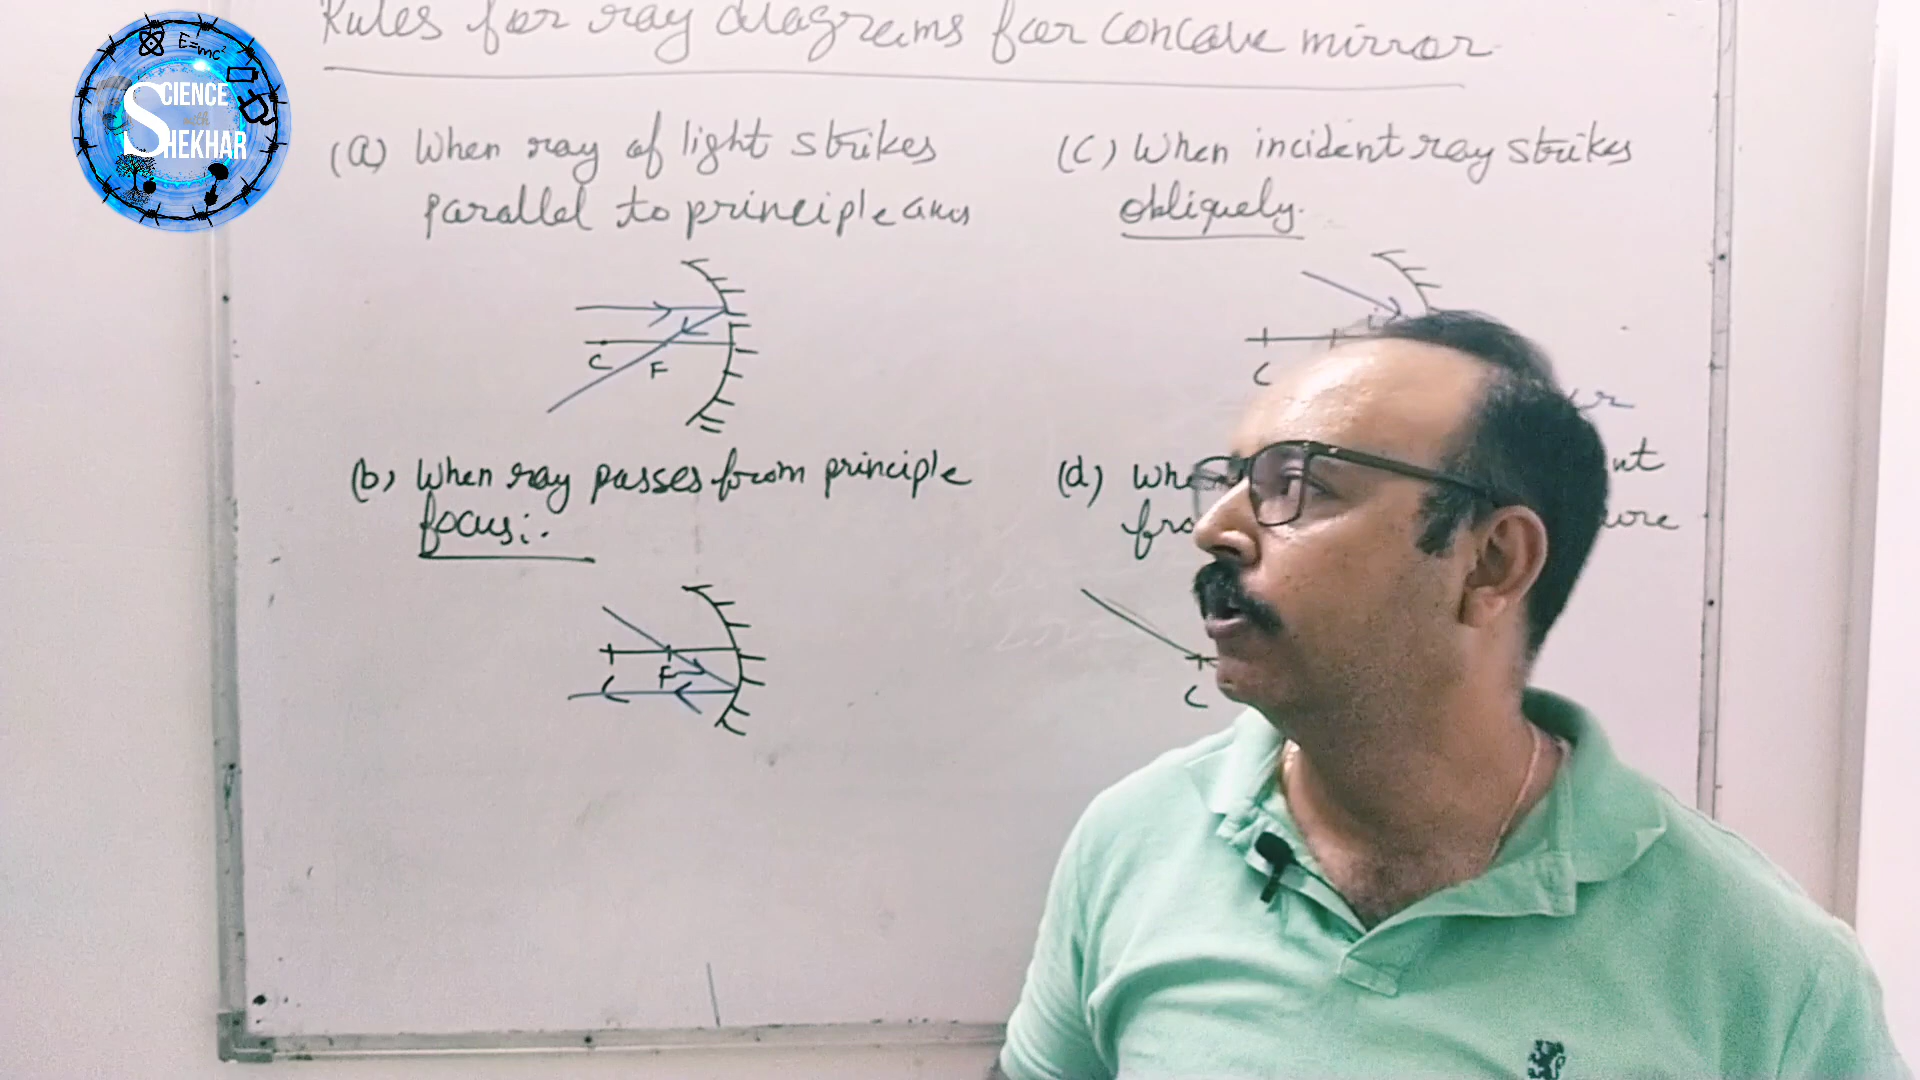 Rules for ray diagrams for concave mirror
E=mc²
SCIENCE
with
SHEKHAR
(a) When ray of light strikes
parallel to principle axis
C
F
(b) When ray passes from principle
focus:-
F
C
(C) When incident ray strikes
obliquely.
C
(d)
C